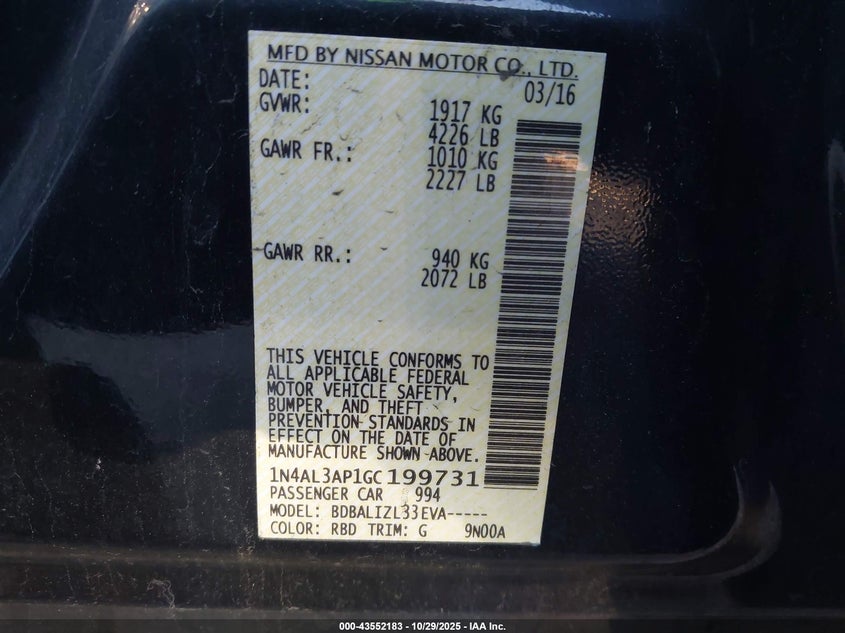 MFD BY NISSAN MOTOR CO., LTD.
DATE: 03/16
GVWR: 1917 KG
4226 LB
GAWR FR.: 1010 KG
2227 LB
GAWR RR.: 940 KG
2072 LB
THIS VEHICLE CONFORMS TO
ALL APPLICABLE FEDERAL
MOTOR VEHICLE SAFETY,
BUMPER, AND THEFT
PREVENTION STANDARDS IN
EFFECT ON THE DATE OF
MANUFACTURE SHOWN ABOVE.
1N4AL3AP1GC199731
PASSENGER CAR 994
MODEL: BDBALIZL33EVA-----
COLOR: RBD TRIM: G 9N00A
000-43552183 - 10/29/2025 - IAA Inc.